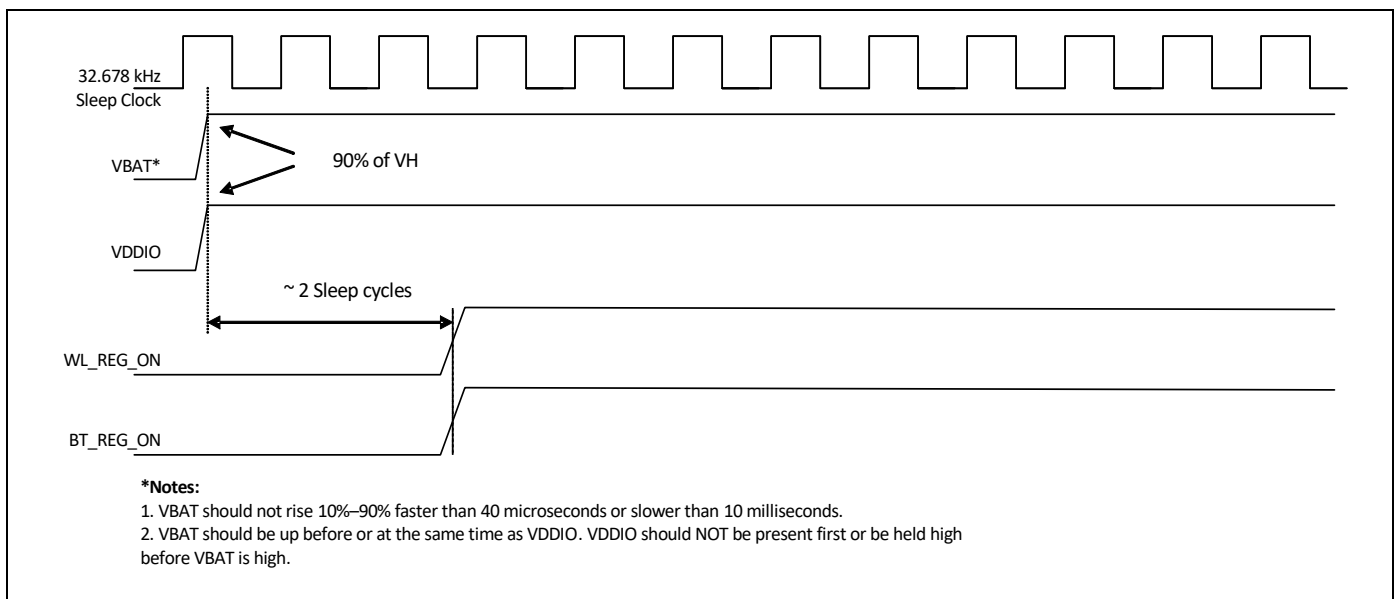 32.678 kHz
Sleep Clock
90% of VH
VBAT*
VDDIO
~ 2 Sleep cycles
WL_REG_ON
BT_REG_ON
*Notes:
1. VBAT should not rise 10%–90% faster than 40 microseconds or slower than 10 milliseconds.
2. VBAT should be up before or at the same time as VDDIO. VDDIO should NOT be present first or be held high
before VBAT is high.